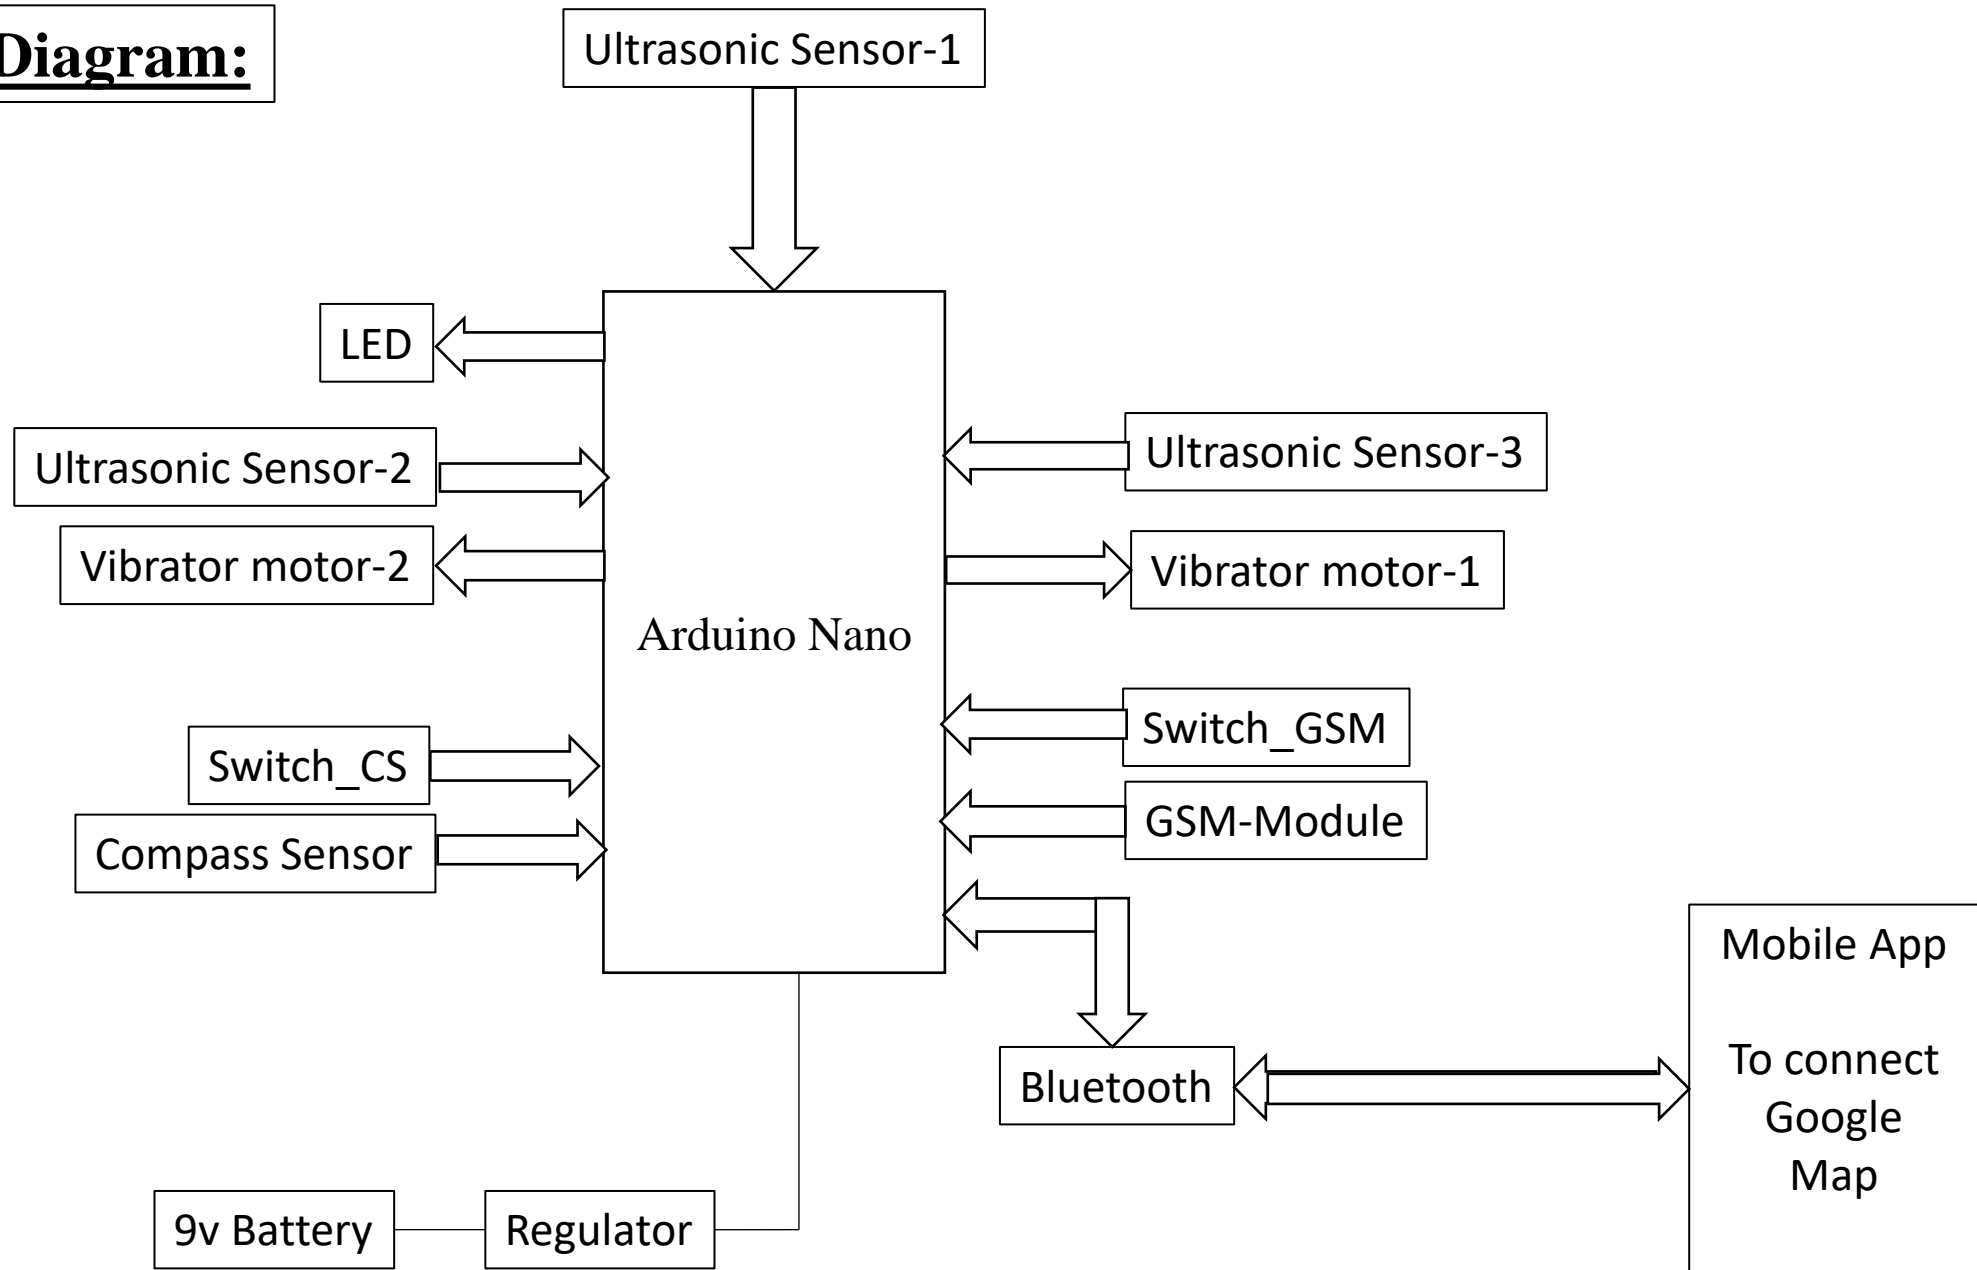 Diagram:
Ultrasonic Sensor-1
LED
Ultrasonic Sensor-2
Ultrasonic Sensor-3
Vibrator motor-2
Vibrator motor-1
Arduino Nano
Switch_CS
Switch_GSM
Compass Sensor
GSM-Module
Bluetooth
Mobile App
To connect
Google
Map
9v Battery
Regulator